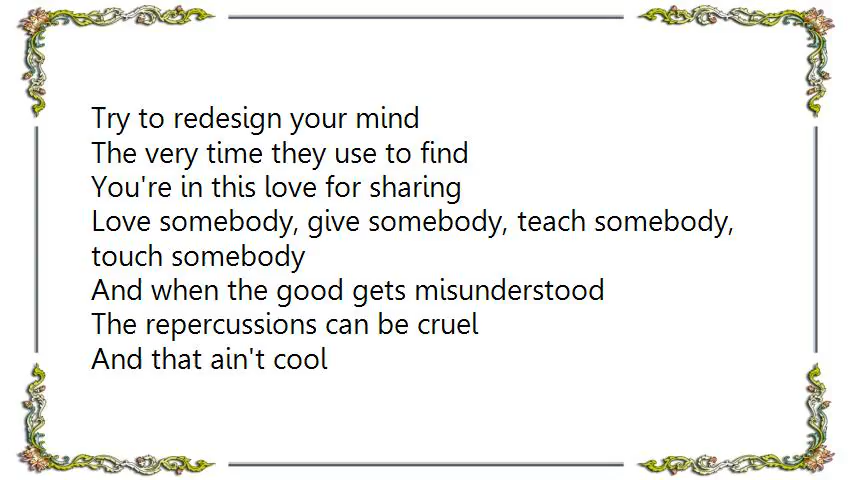 Try to redesign your mind
The very time they use to find
You're in this love for sharing
Love somebody, give somebody, teach somebody,
touch somebody
And when the good gets misunderstood
The repercussions can be cruel
And that ain't cool